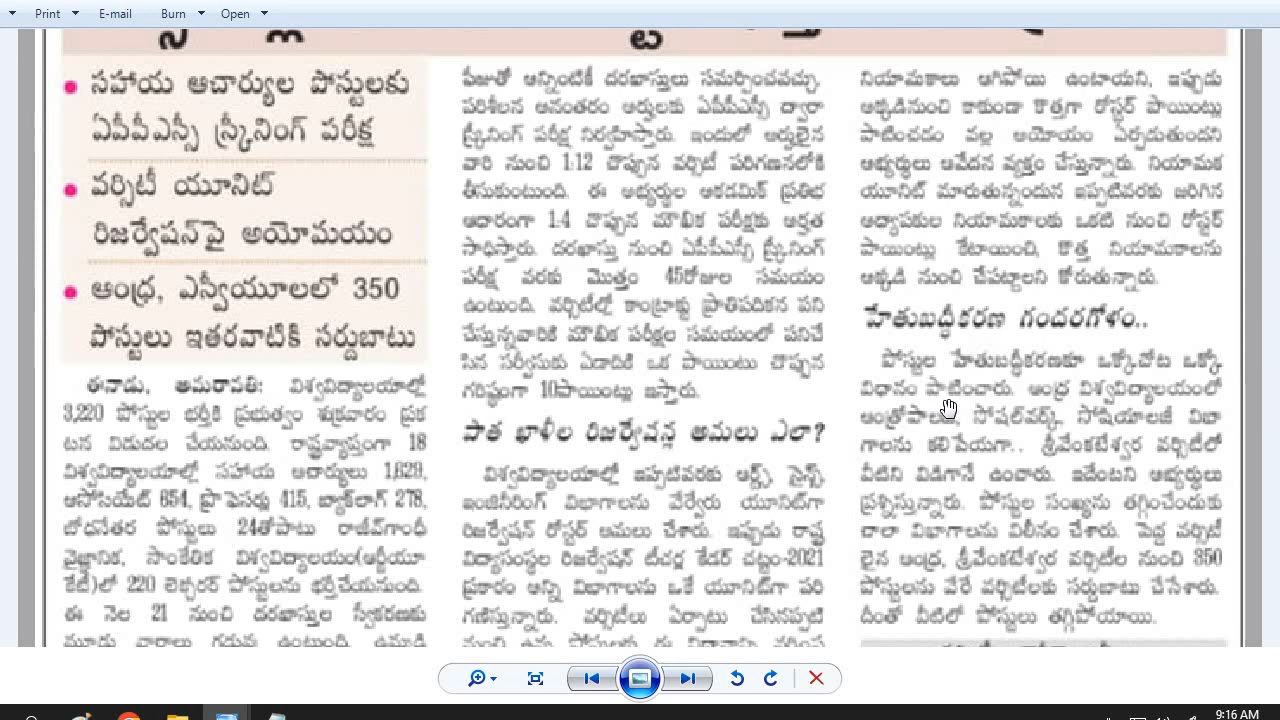 Print E-mail Burn Open
సహాయ ఆచార్యుల పోస్టులకు
ఏపీపీఎస్సీ స్క్రీనింగ్ పరీక్ష
వర్సిటీ యూనిట్
రిజర్వేషన్‌పై అయోమయం
ఆంధ్ర, ఎస్వీయూలలో 350
పోస్టులు ఇతరవాటికి సర్దుబాటు
ఈనాడు, అమరావతి: విశ్వవిద్యాలయాల్లో
3,220 పోస్టుల భర్తీకి ప్రభుత్వం శుక్రవారం ప్రక
టన విడుదల చేయనుంది. రాష్ట్రవ్యాప్తంగా 18
విశ్వవిద్యాలయాల్లో సహాయ ఆచార్యులు 1,629,
అసోసియేట్ 654, ప్రొఫెసర్లు 415, బ్యాక్‌లాగ్ 278,
బోధనేతర పోస్టులు 24తోపాటు రాజీవ్‌గాంధీ
వైజ్ఞానిక, సాంకేతిక విశ్వవిద్యాలయం(ఆర్జీయూ
కేటీ)లో 220 లెక్చరర్ పోస్టులను భర్తీచేయనుంది.
ఈ నెల 21 నుంచి దరఖాస్తుల స్వీకరణకు
మూడు వారాలు గడువు ఉంటుంది. ఉమ్మడి
ఫీజుతో అన్నింటికీ దరఖాస్తులు సమర్పించవచ్చు.
పరిశీలన అనంతరం అర్హులకు ఏపీపీఎస్సీ ద్వారా
స్క్రీనింగ్ పరీక్ష నిర్వహిస్తారు. ఇందులో అర్హులైన
వారి నుంచి 1:12 చొప్పున వర్సిటీ పరిగణనలోకి
తీసుకుంటుంది. ఈ అభ్యర్థుల అకడమిక్ ప్రతిభ
ఆధారంగా 1:4 చొప్పున మౌఖిక పరీక్షకు అర్హత
సాధిస్తారు. దరఖాస్తు నుంచి ఏపీపీఎస్సీ స్క్రీనింగ్
పరీక్ష వరకు మొత్తం 45రోజుల సమయం
ఉంటుంది. వర్సిటీల్లో కాంట్రాక్టు ప్రాతిపదికన పని
చేస్తున్నవారికి మౌఖిక పరీక్షల సమయంలో పనిచే
సిన సర్వీసుకు ఏడాదికి ఒక పాయింటు చొప్పున
గరిష్ఠంగా 10పాయింట్లు ఇస్తారు.
పాత ఖాళీల రిజర్వేషన్ల అమలు ఎలా?
విశ్వవిద్యాలయాల్లో ఇప్పటివరకు ఆర్ట్స్, సైన్స్,
ఇంజినీరింగ్ విభాగాలను వేర్వేరు యూనిట్‌గా
రిజర్వేషన్ రోస్టర్ అమలు చేశారు. ఇప్పుడు రాష్ట్ర
విద్యాసంస్థల రిజర్వేషన్ టీచర్ల కేడర్ చట్టం-2021
ప్రకారం అన్ని విభాగాలను ఒకే యూనిట్‌గా పరి
గణిస్తున్నారు. వర్సిటీలు ఏర్పాటు చేసినప్పటి
నుంచి ఉన్న పోస్టులకు ఈ విధానాన్ని వర్తింప
నియామకాలు ఆగిపోయి ఉంటాయని, ఇప్పుడు
అక్కడినుంచి కాకుండా కొత్తగా రోస్టర్ పాయింట్లు
పాటించడం వల్ల అయోమయం ఏర్పడుతుందని
అభ్యర్థులు ఆవేదన వ్యక్తం చేస్తున్నారు. నియామక
యూనిట్ మారుతున్నందున ఇప్పటివరకు జరిగిన
అధ్యాపకుల నియామకాలకు ఒకటి నుంచి రోస్టర్
పాయింట్లు కేటాయించి, కొత్త నియామకాలను
అక్కడి నుంచి చేపట్టాలని కోరుతున్నారు.
హేతుబద్ధీకరణ గందరగోళం..
పోస్టుల హేతుబద్ధీకరణకూ ఒక్కోచోట ఒక్కో
విధానం పాటించారు. ఆంధ్ర విశ్వవిద్యాలయంలో
ఆంత్రోపాలజీ, సోషల్‌వర్క్, సోషియాలజీ విభా
గాలను కలిపేయగా.. శ్రీవేంకటేశ్వర వర్సిటీలో
వీటిని విడిగానే ఉంచారు. ఇదేంటని అభ్యర్థులు
ప్రశ్నిస్తున్నారు. పోస్టుల సంఖ్యను తగ్గించేందుకు
చాలా విభాగాలను విలీనం చేశారు. పెద్ద వర్సిటీ
లైన ఆంధ్ర, శ్రీవేంకటేశ్వర వర్సిటీల నుంచి 350
పోస్టులను వేరే వర్సిటీలకు సర్దుబాటు చేసేశారు.
దీంతో వీటిలో పోస్టులు తగ్గిపోయాయి.
9:16 AM